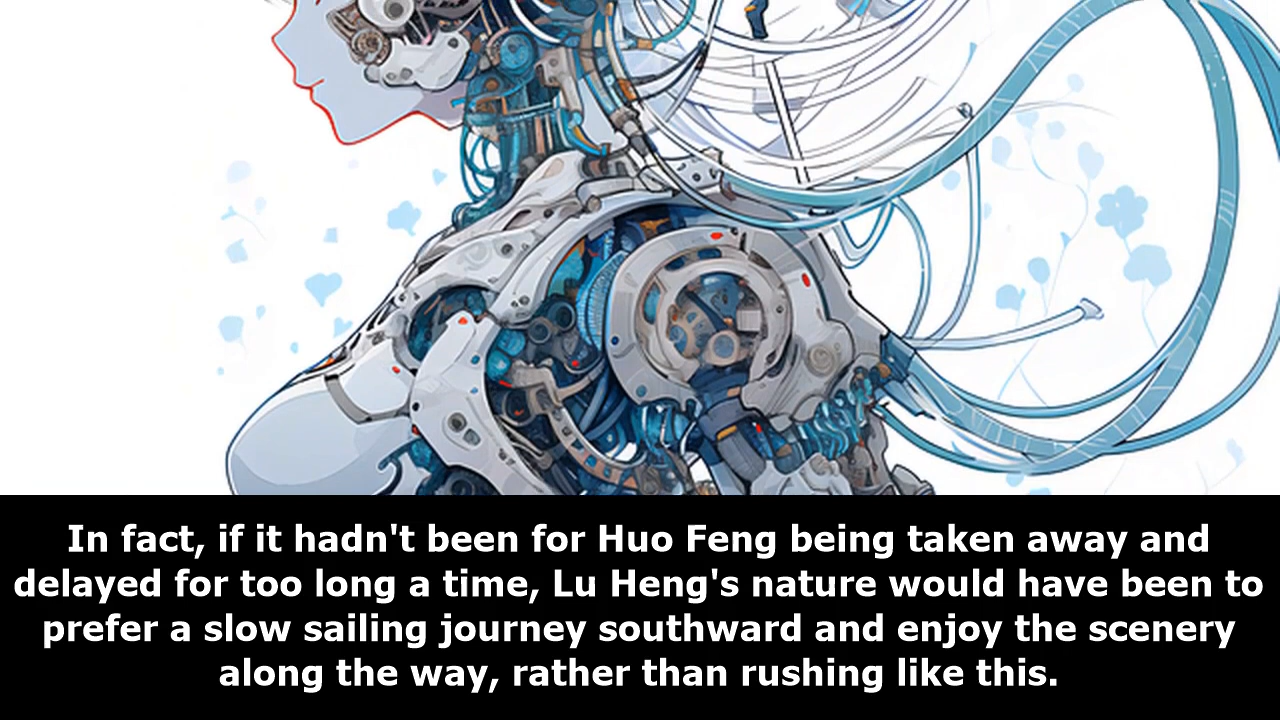 In fact, if it hadn't been for Huo Feng being taken away and
delayed for too long a time, Lu Heng's nature would have been to
prefer a slow sailing journey southward and enjoy the scenery
along the way, rather than rushing like this.